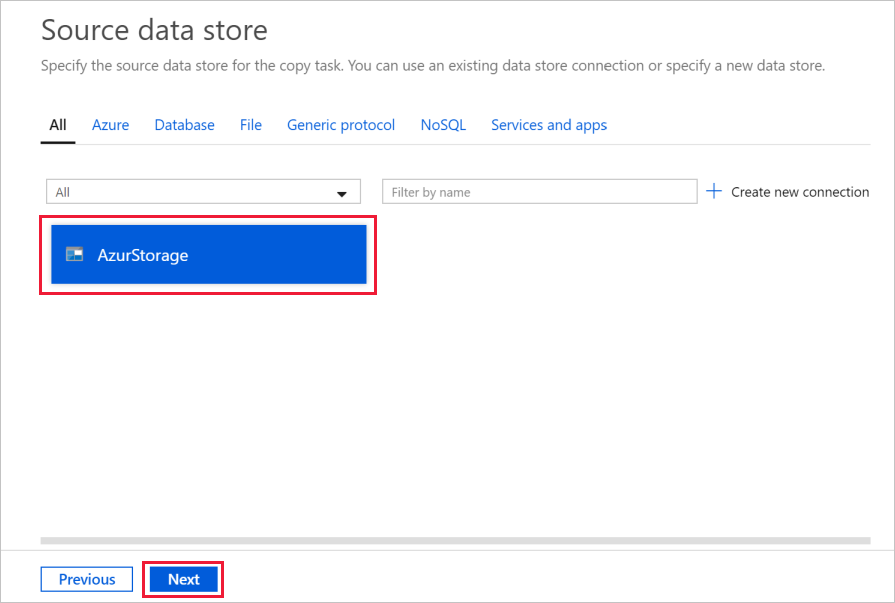 Source data store
Specify the source data store for the copy task. You can use an existing data store connection or specify a new data store.
All Azure Database File Generic protocol NoSQL Services and apps
All Filter by name Create new connection
AzurStorage
Previous Next